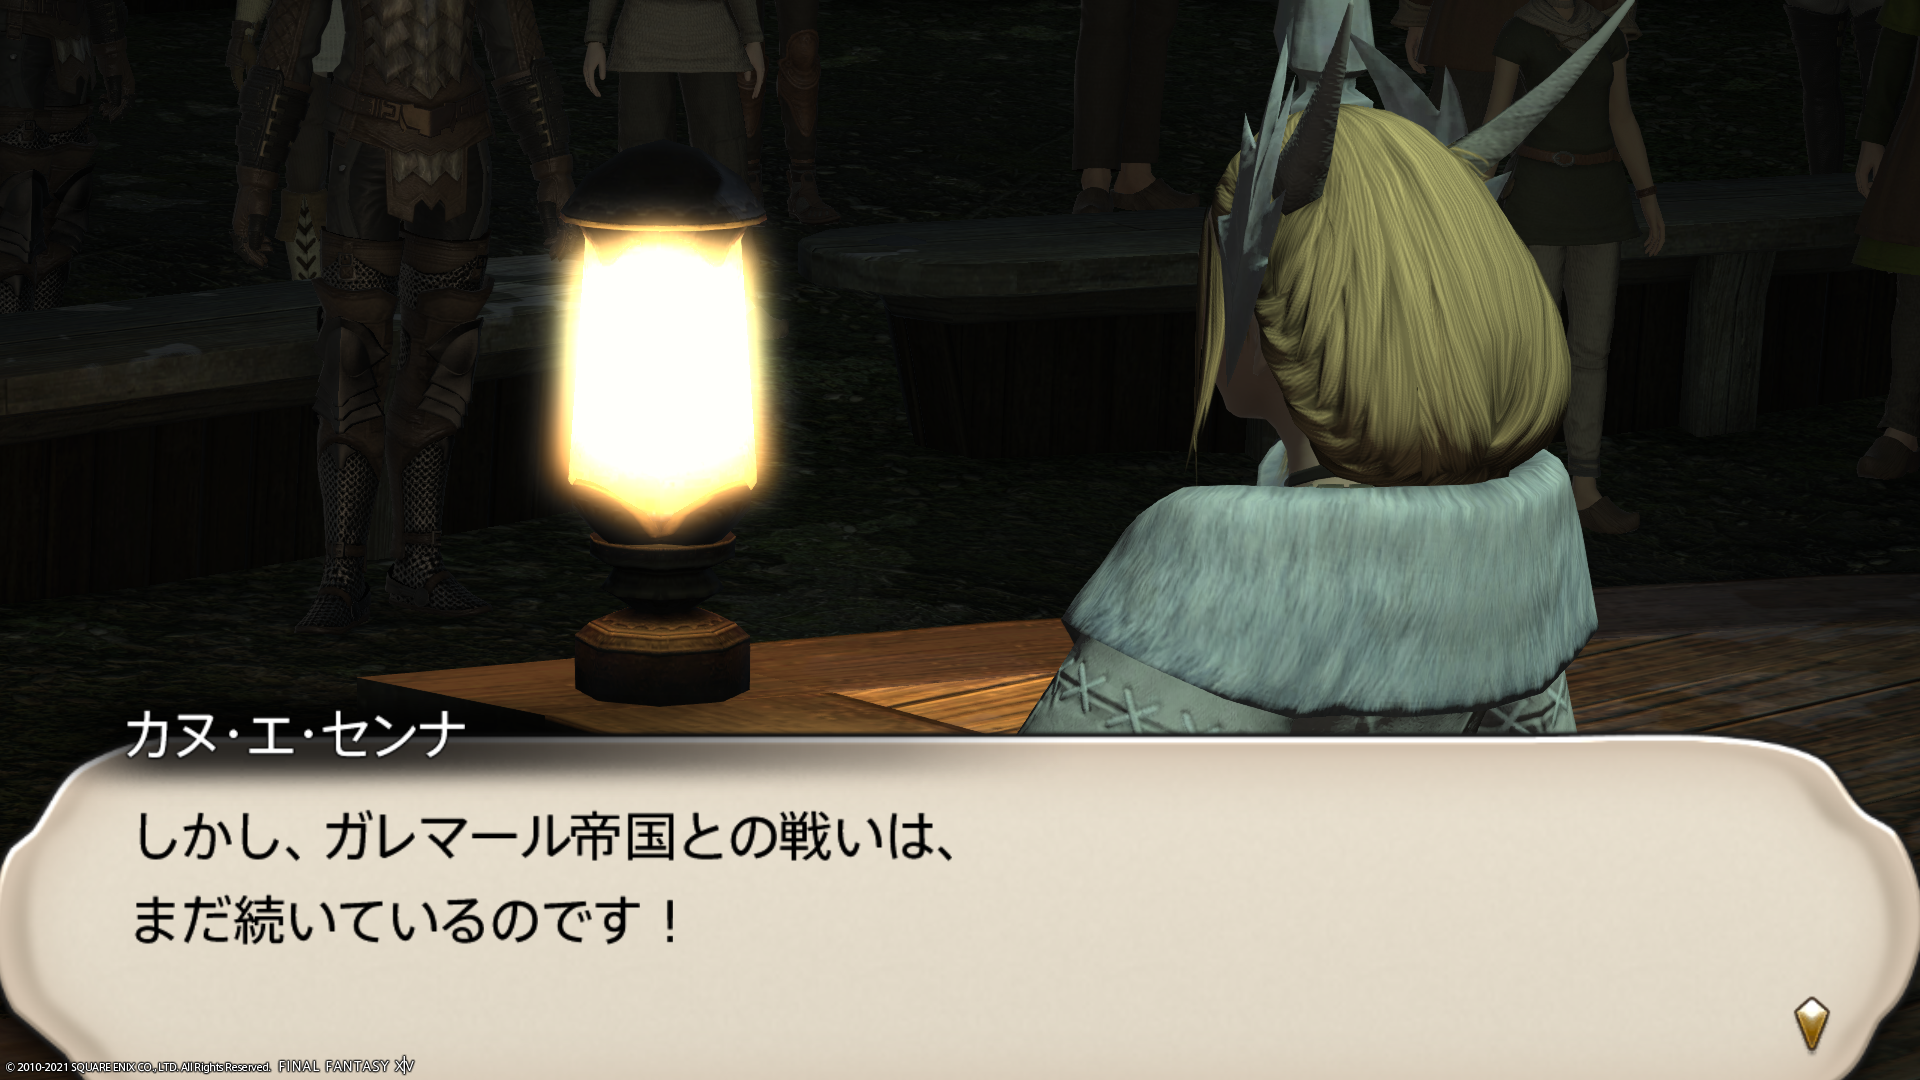 カヌ・エ・センナ
しかし、ガレマール帝国との戦いは、
まだ続いているのです！
© 2010-2021 SQUARE ENIX CO., LTD. All Rights Reserved. FINAL FANTASY XIV